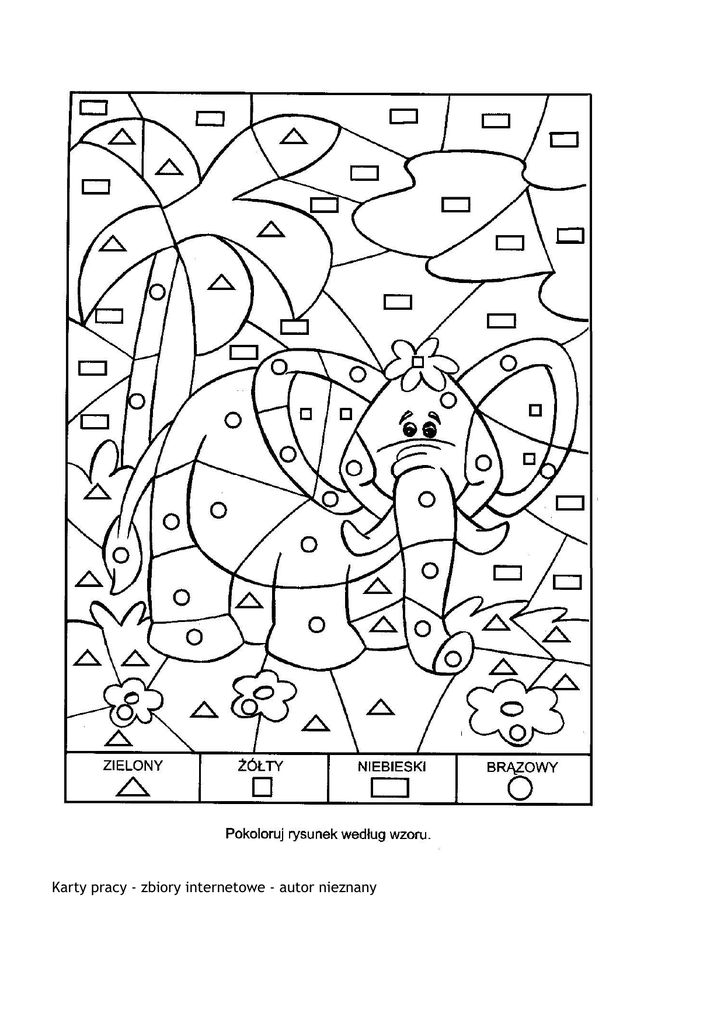 ZIELONY ŻÓŁTY NIEBIESKI BRĄZOWY
Pokoloruj rysunek według wzoru.
Karty pracy - zbiory internetowe - autor nieznany